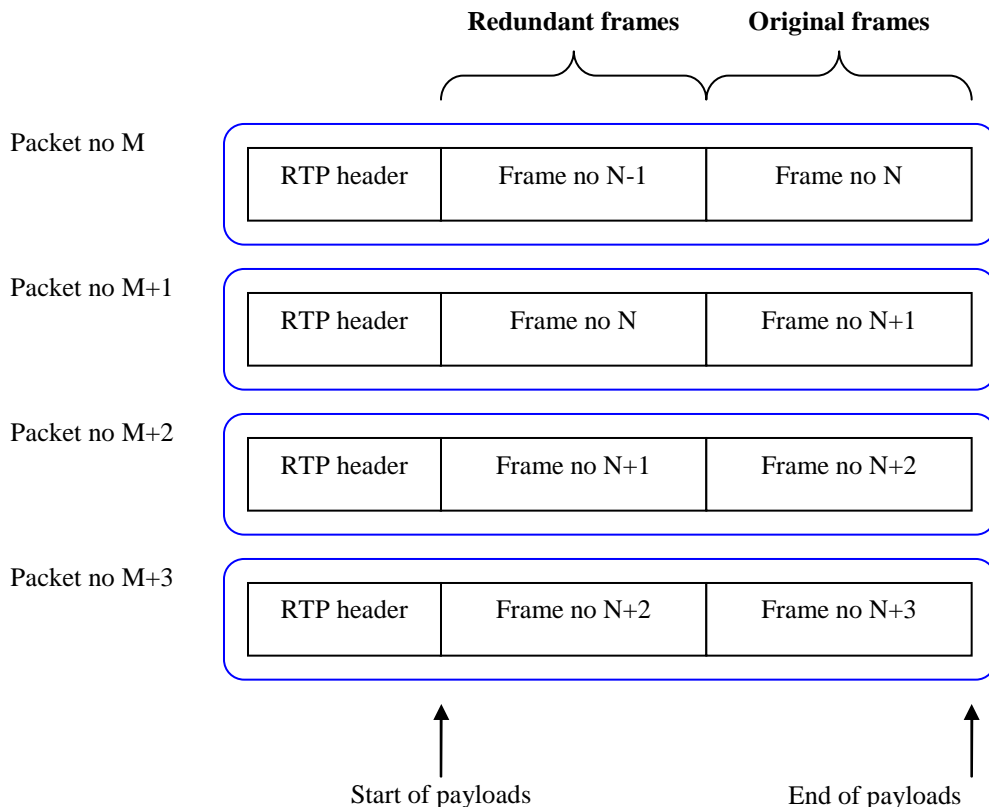 Redundant frames Original frames
Packet no M
RTP header Frame no N-1 Frame no N
Packet no M+1
RTP header Frame no N Frame no N+1
Packet no M+2
RTP header Frame no N+1 Frame no N+2
Packet no M+3
RTP header Frame no N+2 Frame no N+3
Start of payloads End of payloads